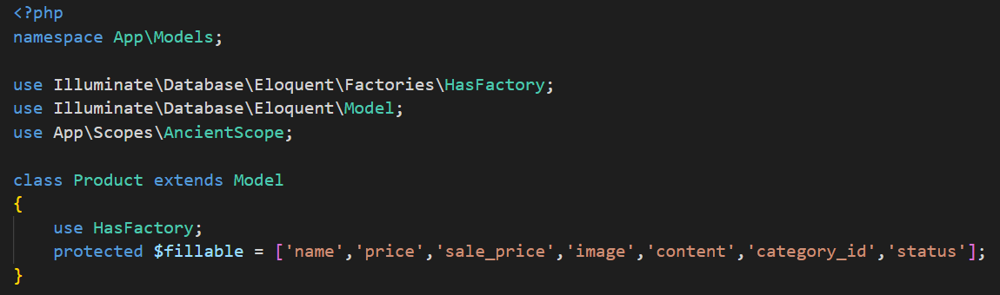 <?php
namespace App\Models;
use Illuminate\Database\Eloquent\Factories\HasFactory;
use Illuminate\Database\Eloquent\Model;
use App\Scopes\AncientScope;
class Product extends Model
{
use HasFactory;
protected $fillable = ['name','price','sale_price','image','content','category_id','status'];
}